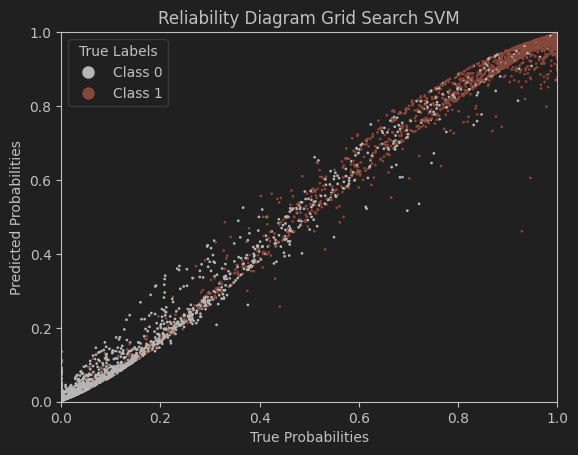 Reliability Diagram Grid Search SVM
True Labels
Class 0
Class 1
Predicted Probabilities
1.0
0.8
0.6
0.4
0.2
0.0
0.0 0.2 0.4 0.6 0.8 1.0
True Probabilities